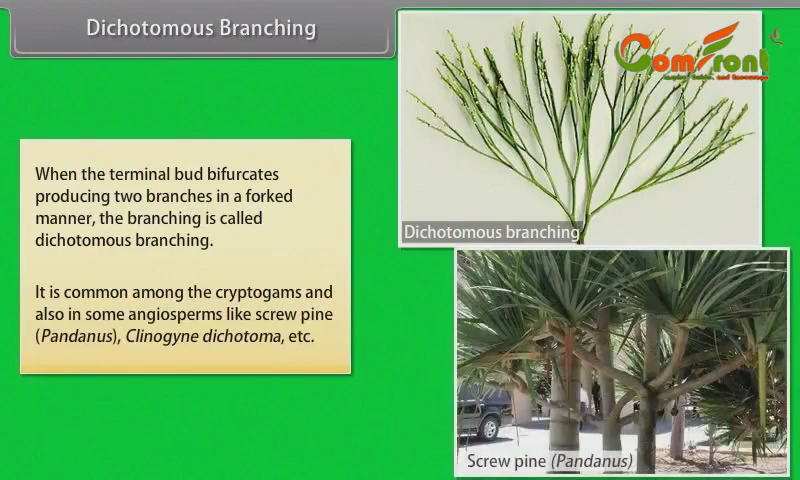 Dichotomous Branching
ComFront
When the terminal bud bifurcates
producing two branches in a forked
manner, the branching is called
dichotomous branching.
It is common among the cryptogams and
also in some angiosperms like screw pine
(Pandanus), Clinogyne dichotoma, etc.
Dichotomous branching
Screw pine (Pandanus)